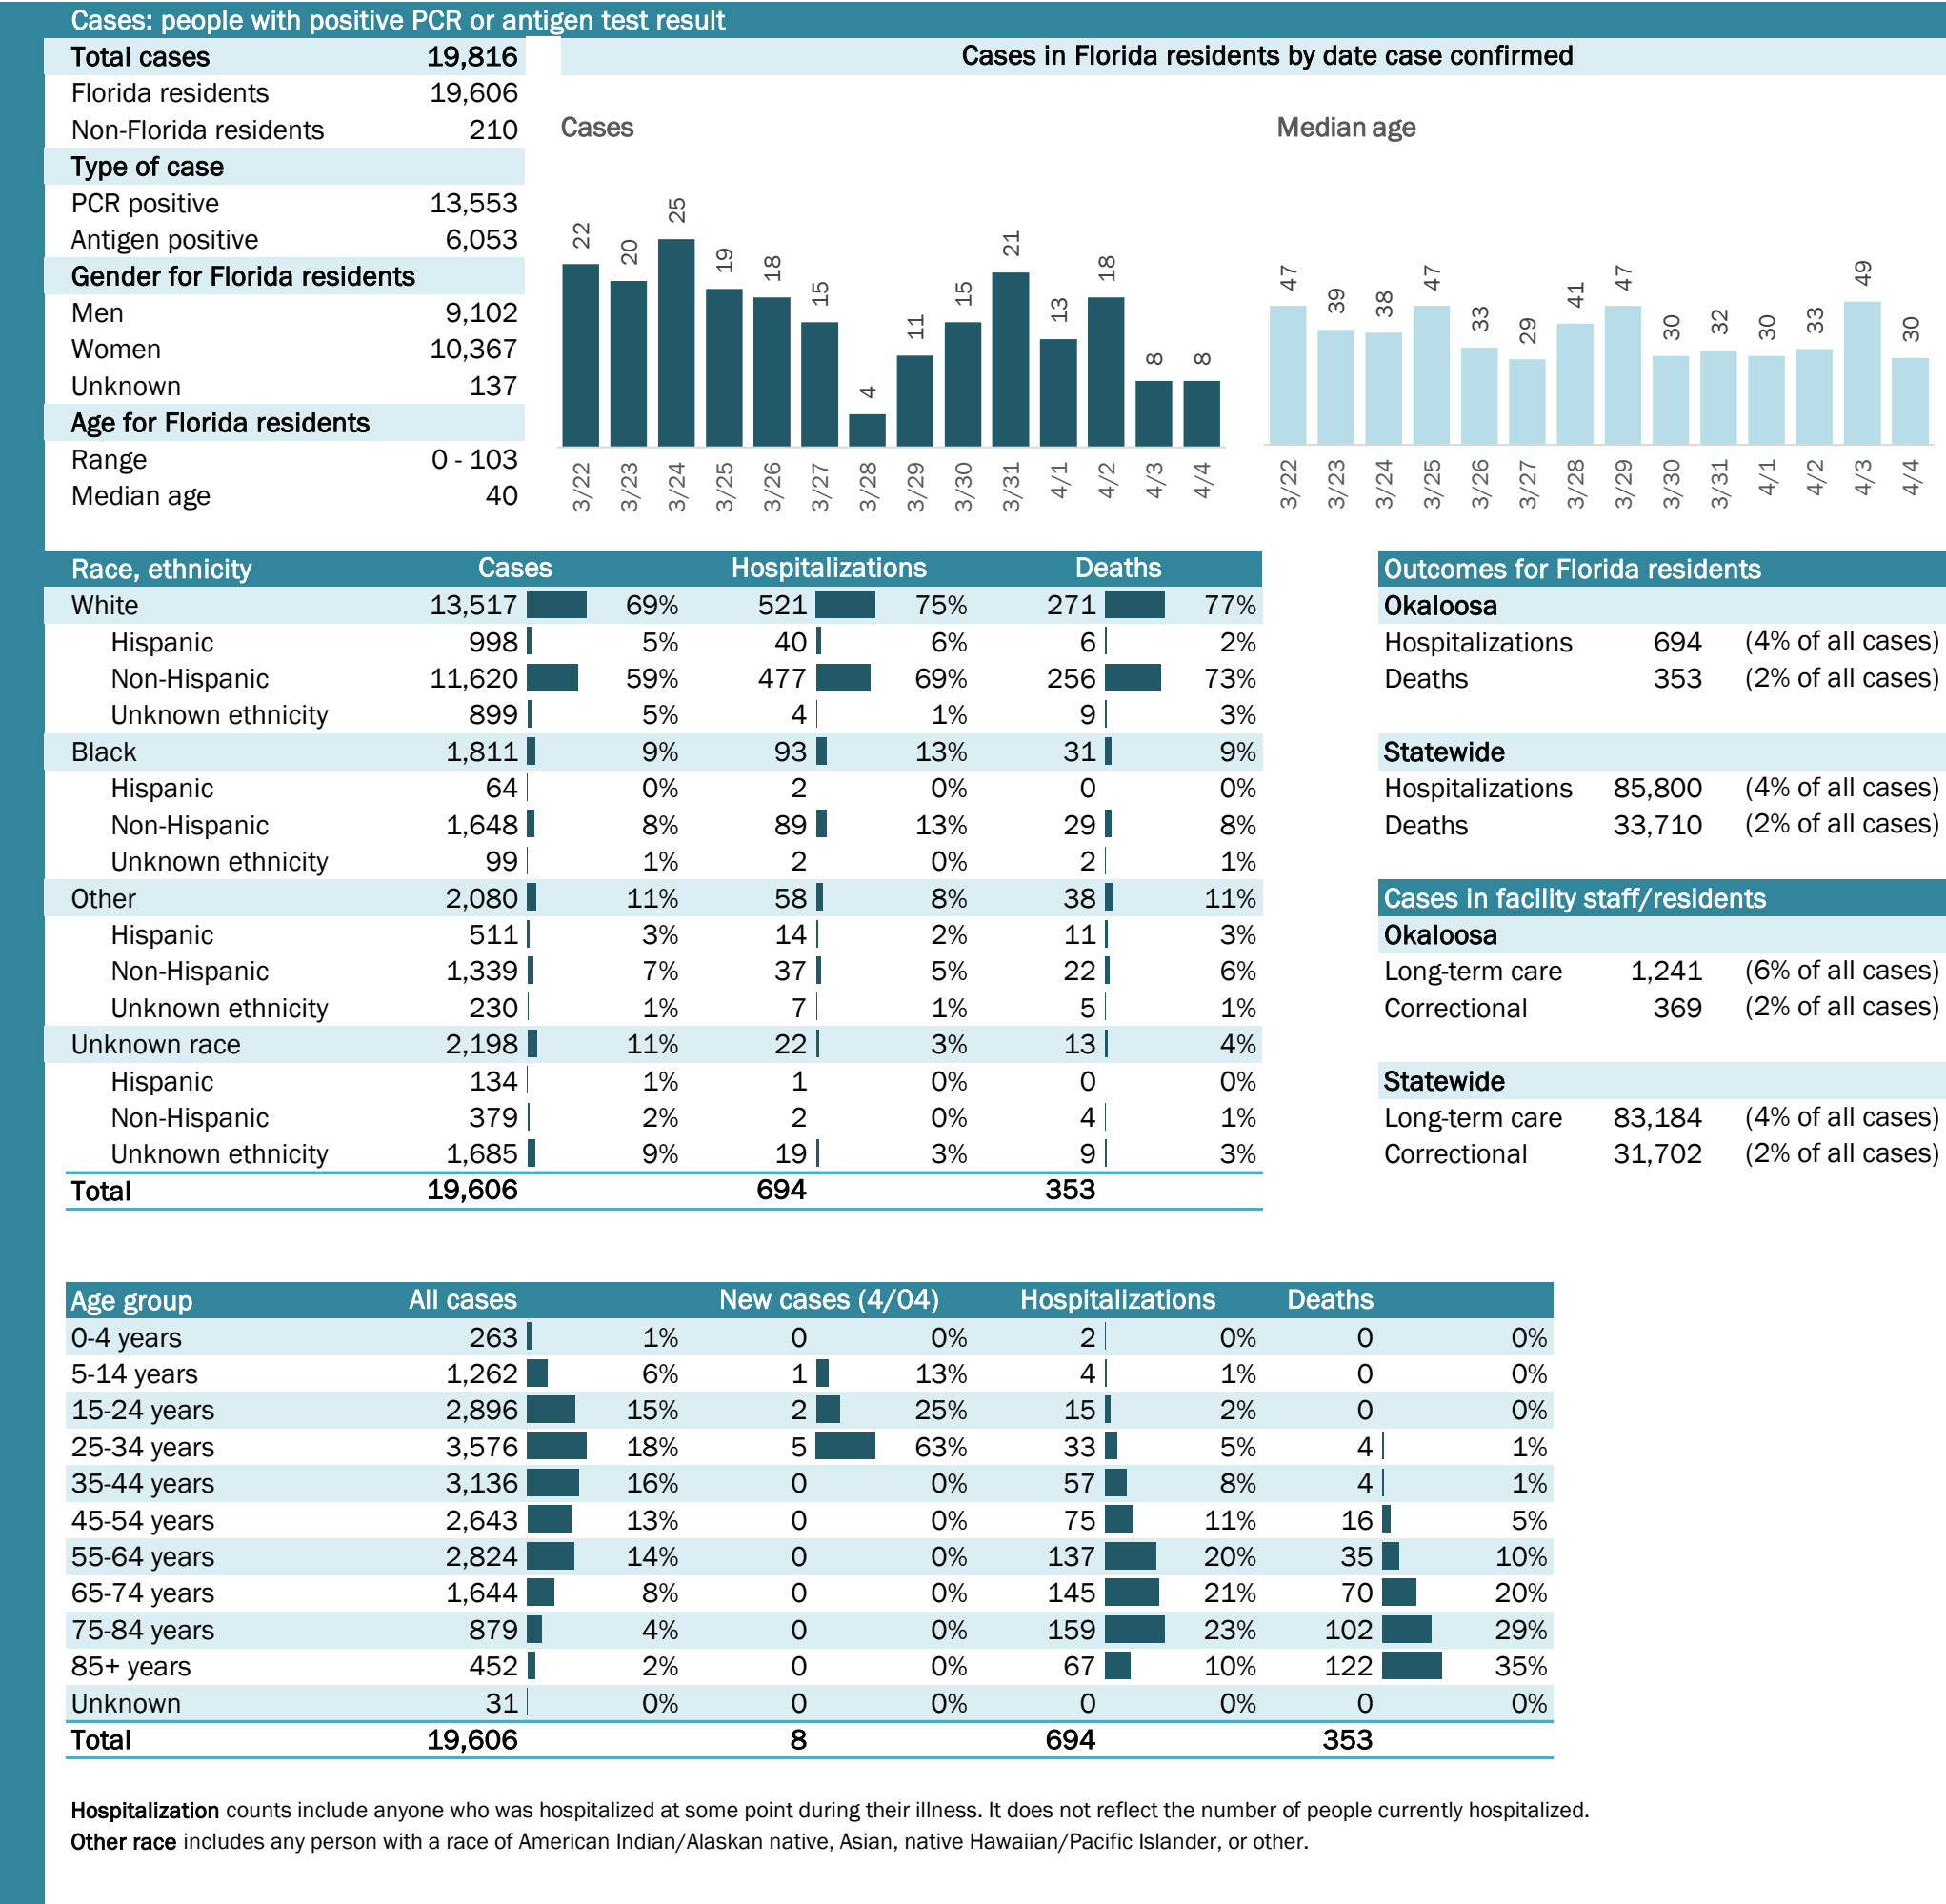 Cases: people with positive PCR or antigen test result
Total cases 19,816
Florida residents 19,606
Non-Florida residents 210
Type of case
PCR positive 13,553
Antigen positive 6,053
Gender for Florida residents
Men 9,102
Women 10,367
Unknown 137
Age for Florida residents
Range 0 - 103
Median age 40
Cases in Florida residents by date case confirmed
Cases
22 20 25 19 18 15 4 11 15 21 13 18 8 8
3/22 3/23 3/24 3/25 3/26 3/27 3/28 3/29 3/30 3/31 4/1 4/2 4/3 4/4
Median age
47 39 38 47 33 29 41 47 30 32 30 33 49 30
3/22 3/23 3/24 3/25 3/26 3/27 3/28 3/29 3/30 3/31 4/1 4/2 4/3 4/4
Race, ethnicity Cases Hospitalizations Deaths
White 13,517 69% 521 75% 271 77%
Hispanic 998 5% 40 6% 6 2%
Non-Hispanic 11,620 59% 477 69% 256 73%
Unknown ethnicity 899 5% 4 1% 9 3%
Black 1,811 9% 93 13% 31 9%
Hispanic 64 0% 2 0% 0 0%
Non-Hispanic 1,648 8% 89 13% 29 8%
Unknown ethnicity 99 1% 2 0% 2 1%
Other 2,080 11% 58 8% 38 11%
Hispanic 511 3% 14 2% 11 3%
Non-Hispanic 1,339 7% 37 5% 22 6%
Unknown ethnicity 230 1% 7 1% 5 1%
Unknown race 2,198 11% 22 3% 13 4%
Hispanic 134 1% 1 0% 0 0%
Non-Hispanic 379 2% 2 0% 4 1%
Unknown ethnicity 1,685 9% 19 3% 9 3%
Total 19,606 694 353
Outcomes for Florida residents
Okaloosa
Hospitalizations 694 (4% of all cases)
Deaths 353 (2% of all cases)
Statewide
Hospitalizations 85,800 (4% of all cases)
Deaths 33,710 (2% of all cases)
Cases in facility staff/residents
Okaloosa
Long-term care 1,241 (6% of all cases)
Correctional 369 (2% of all cases)
Statewide
Long-term care 83,184 (4% of all cases)
Correctional 31,702 (2% of all cases)
Age group All cases New cases (4/04) Hospitalizations Deaths
0-4 years 263 1% 0 0% 2 0% 0 0%
5-14 years 1,262 6% 1 13% 4 1% 0 0%
15-24 years 2,896 15% 2 25% 15 2% 0 0%
25-34 years 3,576 18% 5 63% 33 5% 4 1%
35-44 years 3,136 16% 0 0% 57 8% 4 1%
45-54 years 2,643 13% 0 0% 75 11% 16 5%
55-64 years 2,824 14% 0 0% 137 20% 35 10%
65-74 years 1,644 8% 0 0% 145 21% 70 20%
75-84 years 879 4% 0 0% 159 23% 102 29%
85+ years 452 2% 0 0% 67 10% 122 35%
Unknown 31 0% 0 0% 0 0% 0 0%
Total 19,606 8 694 353
Hospitalization counts include anyone who was hospitalized at some point during their illness. It does not reflect the number of people currently hospitalized.
Other race includes any person with a race of American Indian/Alaskan native, Asian, native Hawaiian/Pacific Islander, or other.